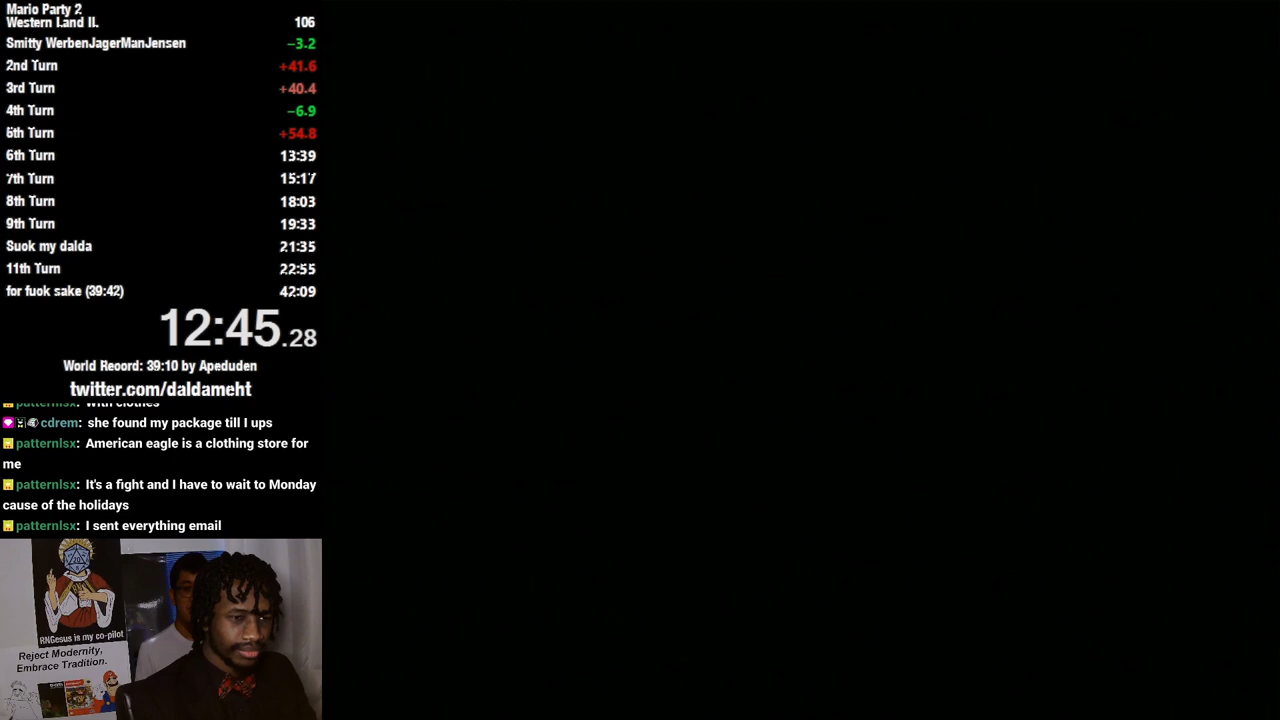 Mario Party 2
Western Land II. 106
Smitty WerbenJagerManJensen −3.2
2nd Turn +41.6
3rd Turn +40.4
4th Turn −6.9
5th Turn +54.8
6th Turn 13:39
7th Turn 15:17
8th Turn 18:03
9th Turn 19:33
Suck my dalda 21:35
11th Turn 22:55
for fuck sake (39:42) 42:09
12:45.28
World Record: 39:10 by Apeduden
twitter.com/daldameht
patternlsx: With clothes
cdrem: she found my package till I ups
patternlsx: American eagle is a clothing store for
me
patternlsx: It's a fight and I have to wait to Monday
cause of the holidays
patternlsx: I sent everything email
RNGesus is my co-pilot
Reject Modernity,
Embrace Tradition.